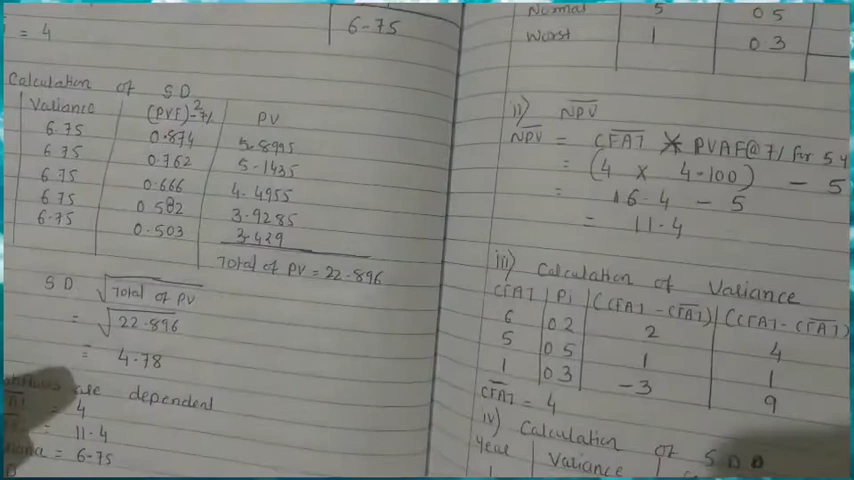 = 4
6-75
Calculation of SD
Variance (PVF)²-7% PV
6.75 0.874 5.8995
6.75 0.762 5-1435
6.75 0.666 4.4955
6.75 0.582 3.9285
6.75 0.503 3.439
Total of PV = 22-896
SD √Total of PV
= √22.896
= 4.78
are dependent
= 4
= 11-4
= 6-75
Normal 5 0 5
Worst 1 0 3
ii) NPV
NPV = CFAT * PVAF@7% for 5 y
= (4 x 4-100) - 5
= 16-4 - 5
= 11-4
iii) Calculation of Variance
CFAT Pi (CFAT - CFAT) (CFAT - CFAT)
6 0.2 2 4
5 0 5 1 1
1 0 3 -3 9
CFAT = 4
iv) Calculation of SD
Year Variance
1